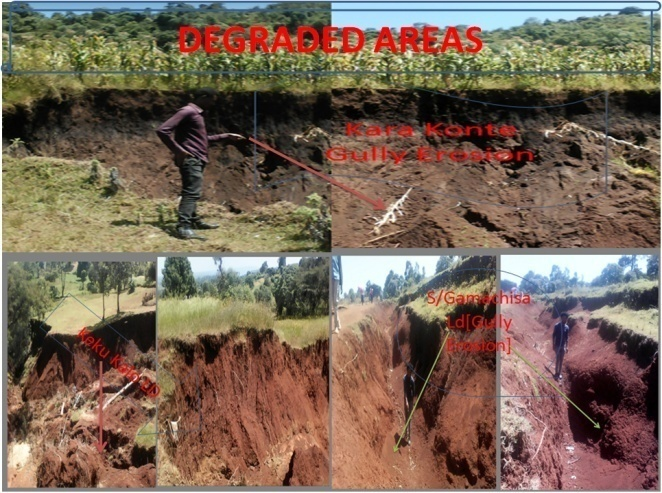 DEGRADED AREAS
Kara Konte
Gully Erosion
S/Gamachisa
Ld[Gully
Erosion]